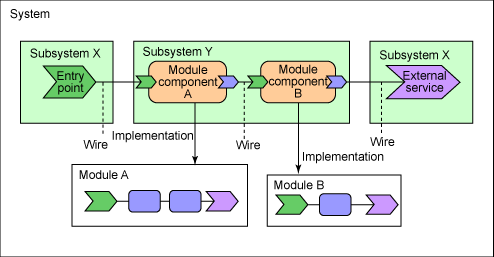 System
Subsystem X
Subsystem Y
Subsystem X
Entry
point
Module
component
A
Module
component
B
External
service
Wire
Implementation
Wire
Implementation
Wire
Module A
Module B